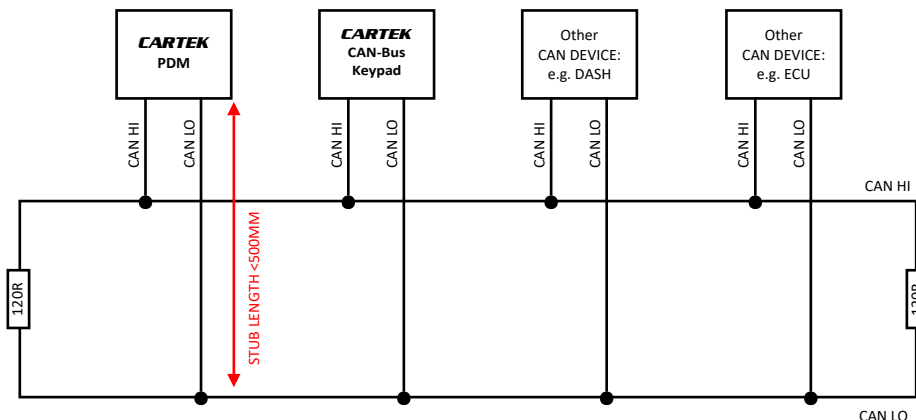 CARTEK
PDM
CARTEK
CAN-Bus
Keypad
Other
CAN DEVICE:
e.g. DASH
Other
CAN DEVICE:
e.g. ECU
CAN HI
CAN LO
CAN HI
CAN LO
CAN HI
CAN LO
CAN HI
CAN LO
CAN HI
STUB LENGTH <500MM
120R
120R
CAN LO